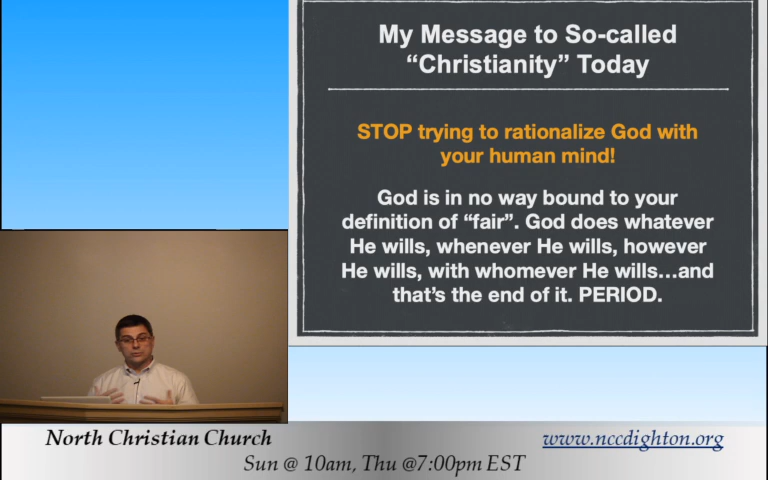 My Message to So-called
“Christianity” Today
STOP trying to rationalize God with
your human mind!
God is in no way bound to your
definition of “fair”. God does whatever
He wills, whenever He wills, however
He wills, with whomever He wills...and
that’s the end of it. PERIOD.
North Christian Church
www.nccdighton.org
Sun @ 10am, Thu @7:00pm EST